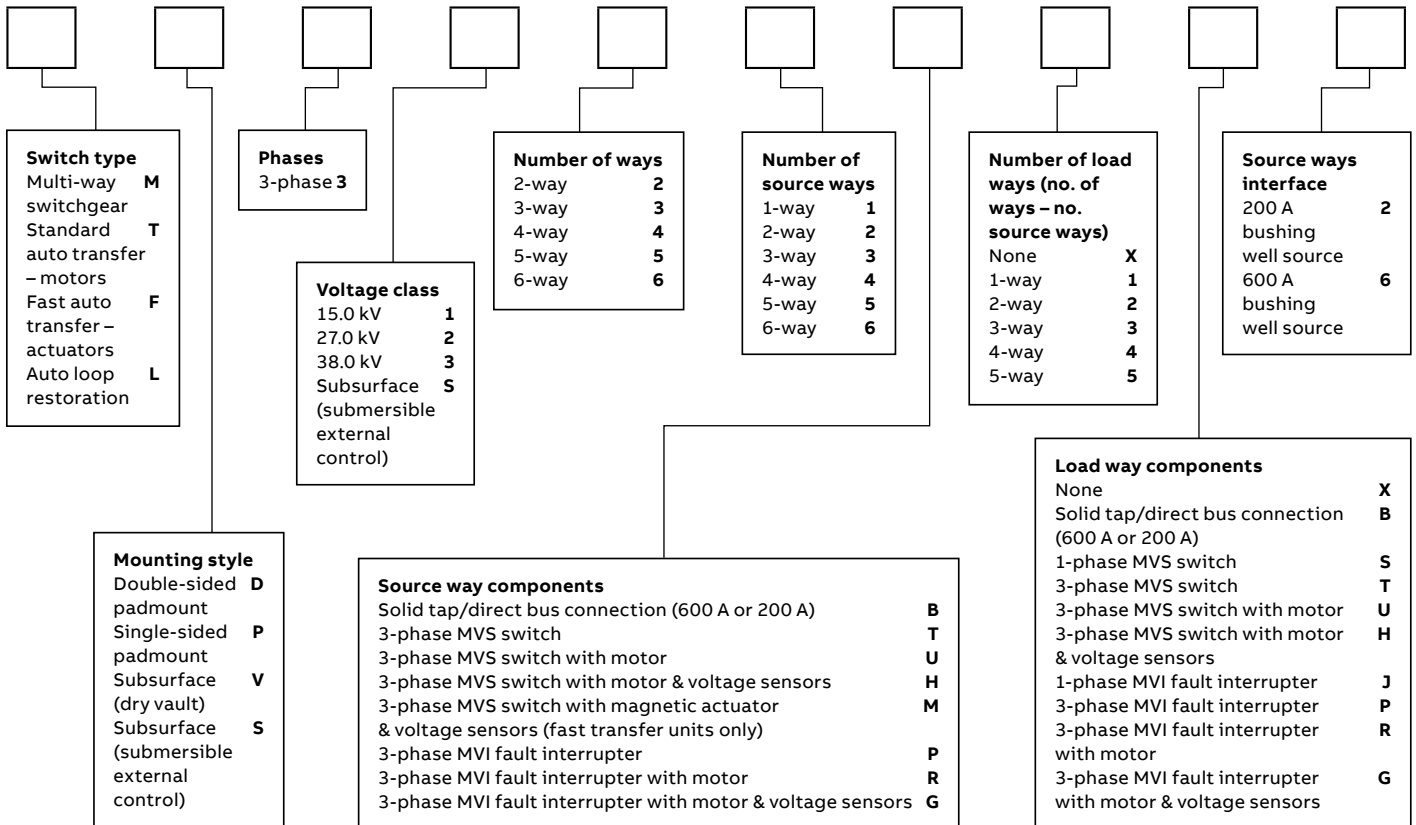 Switch type
Multi-way M
switchgear
Standard T
auto transfer
– motors
Fast auto F
transfer –
actuators
Auto loop L
restoration
Mounting style
Double-sided D
padmount
Single-sided P
padmount
Subsurface V
(dry vault)
Subsurface S
(submersible
external
control)
Phases
3-phase 3
Voltage class
15.0 kV 1
27.0 kV 2
38.0 kV 3
Subsurface S
(submersible
external
control)
Number of ways
2-way 2
3-way 3
4-way 4
5-way 5
6-way 6
Number of
source ways
1-way 1
2-way 2
3-way 3
4-way 4
5-way 5
6-way 6
Source way components
Solid tap/direct bus connection (600 A or 200 A) B
3-phase MVS switch T
3-phase MVS switch with motor U
3-phase MVS switch with motor & voltage sensors H
3-phase MVS switch with magnetic actuator M
& voltage sensors (fast transfer units only)
3-phase MVI fault interrupter P
3-phase MVI fault interrupter with motor R
3-phase MVI fault interrupter with motor & voltage sensors G
Number of load
ways (no. of
ways – no.
source ways)
None X
1-way 1
2-way 2
3-way 3
4-way 4
5-way 5
Load way components
None X
Solid tap/direct bus connection B
(600 A or 200 A)
1-phase MVS switch S
3-phase MVS switch T
3-phase MVS switch with motor U
3-phase MVS switch with motor H
& voltage sensors
1-phase MVI fault interrupter J
3-phase MVI fault interrupter P
3-phase MVI fault interrupter R
with motor
3-phase MVI fault interrupter G
with motor & voltage sensors
Source ways
interface
200 A 2
bushing
well source
600 A 6
bushing
well source